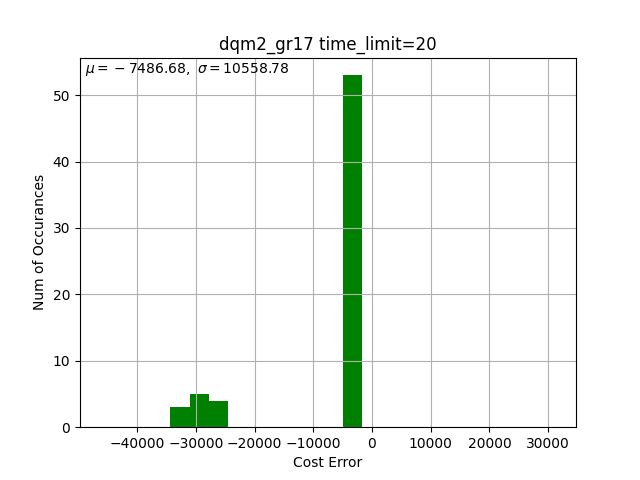 dqm2_gr17 time_limit=20
μ = −7486.68, σ = 10558.78
50
40
30
20
10
0
Num of Occurances
−40000 −30000 −20000 −10000 0 10000 20000 30000
Cost Error